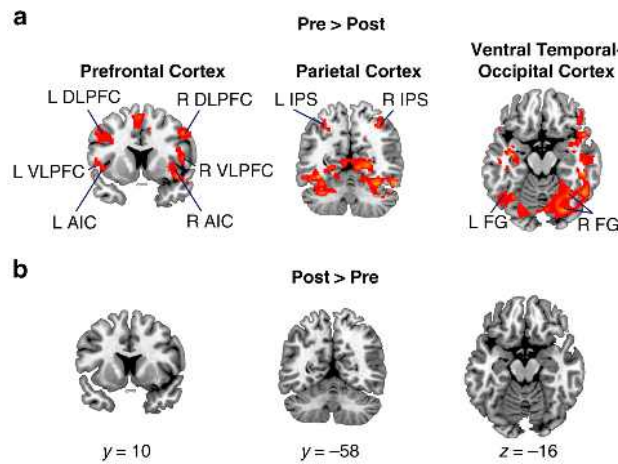 a
Pre > Post
Prefrontal Cortex
Parietal Cortex
Ventral Temporal-
Occipital Cortex
L DLPFC
R DLPFC
L IPS
R IPS
L VLPFC
R VLPFC
L AIC
R AIC
L FG
R FG
b
Post > Pre
y = 10
y = −58
z = −16